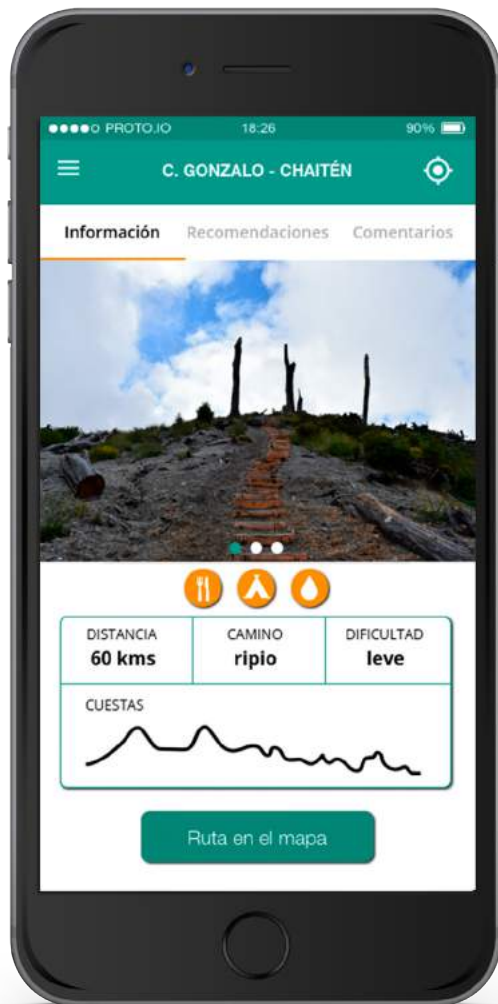 PROTO.IO 18:26 90%
C. GONZALO - CHAITÉN
Información Recomendaciones Comentarios
DISTANCIA CAMINO DIFICULTAD
60 kms ripio leve
CUESTAS
Ruta en el mapa